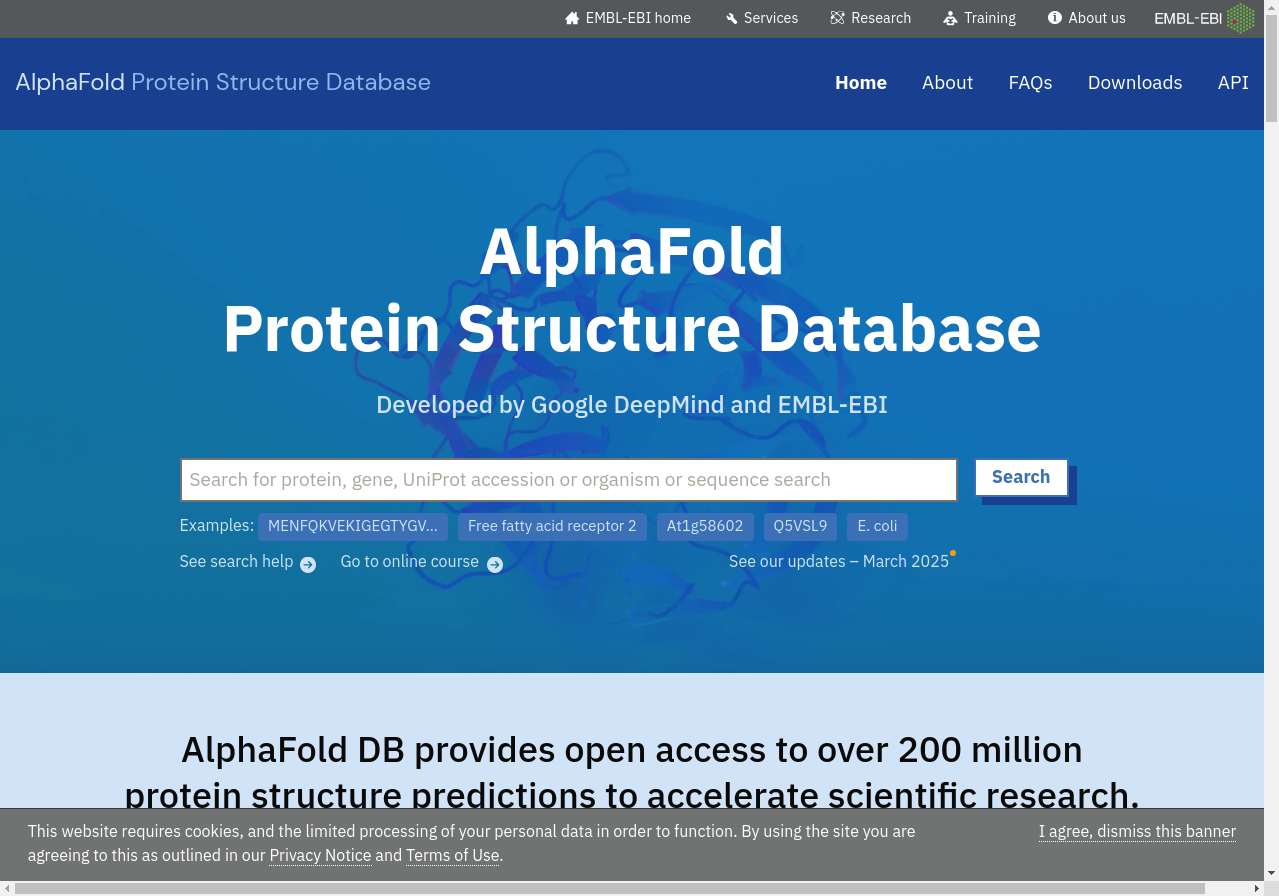 EMBL-EBI home Services Research Training About us EMBL-EBI
AlphaFold Protein Structure Database Home About FAQs Downloads API
AlphaFold
Protein Structure Database
Developed by Google DeepMind and EMBL-EBI
Search for protein, gene, UniProt accession or organism or sequence search Search
Examples: MENFQKVEKIGEGTYGV... Free fatty acid receptor 2 At1g58602 Q5VSL9 E. coli
See search help Go to online course See our updates – March 2025
AlphaFold DB provides open access to over 200 million
protein structure predictions to accelerate scientific research.
This website requires cookies, and the limited processing of your personal data in order to function. By using the site you are I agree, dismiss this banner
agreeing to this as outlined in our Privacy Notice and Terms of Use.